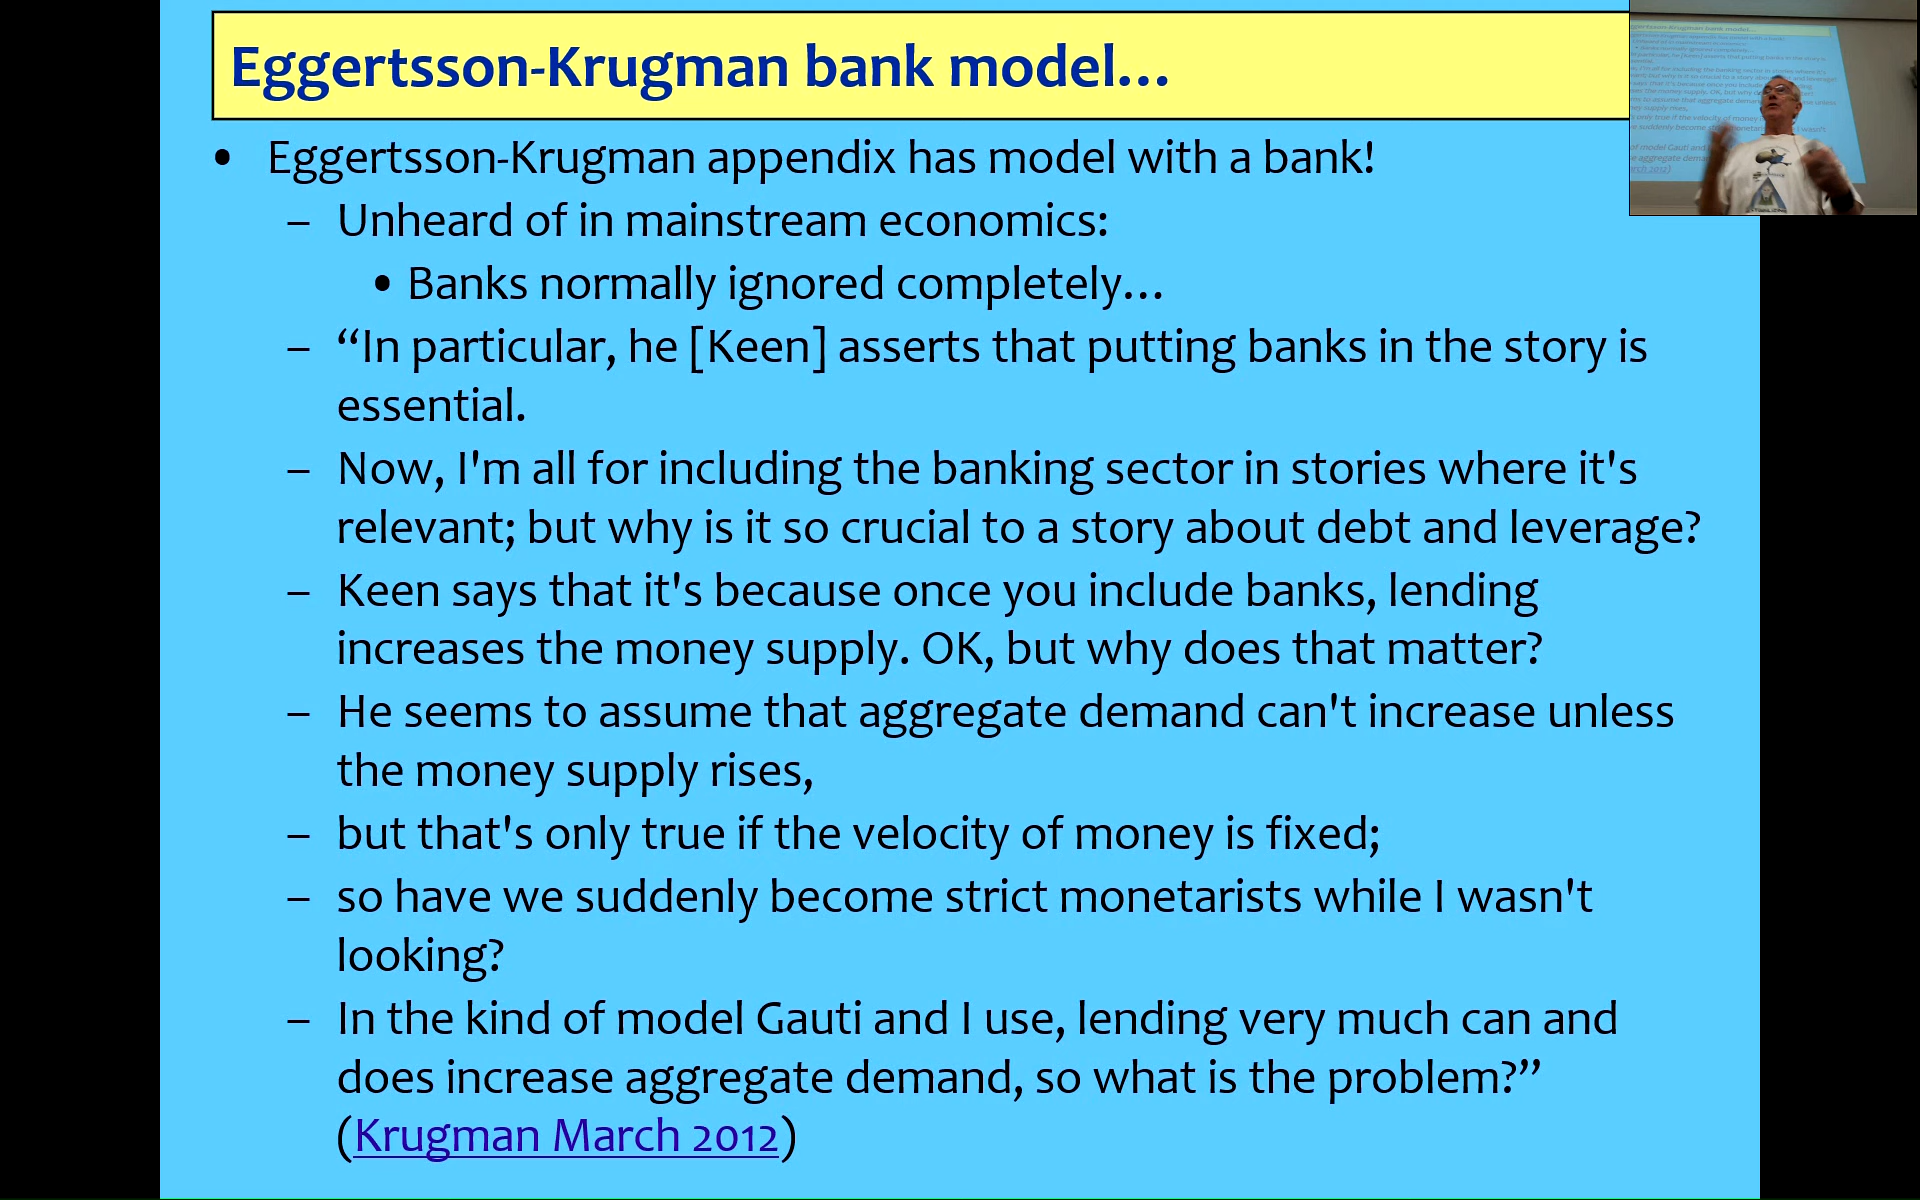 Eggertsson-Krugman bank model…
• Eggertsson-Krugman appendix has model with a bank!
– Unheard of in mainstream economics:
• Banks normally ignored completely…
– “In particular, he [Keen] asserts that putting banks in the story is
essential.
– Now, I'm all for including the banking sector in stories where it's
relevant; but why is it so crucial to a story about debt and leverage?
– Keen says that it's because once you include banks, lending
increases the money supply. OK, but why does that matter?
– He seems to assume that aggregate demand can't increase unless
the money supply rises,
– but that's only true if the velocity of money is fixed;
– so have we suddenly become strict monetarists while I wasn't
looking?
– In the kind of model Gauti and I use, lending very much can and
does increase aggregate demand, so what is the problem?”
(Krugman March 2012)